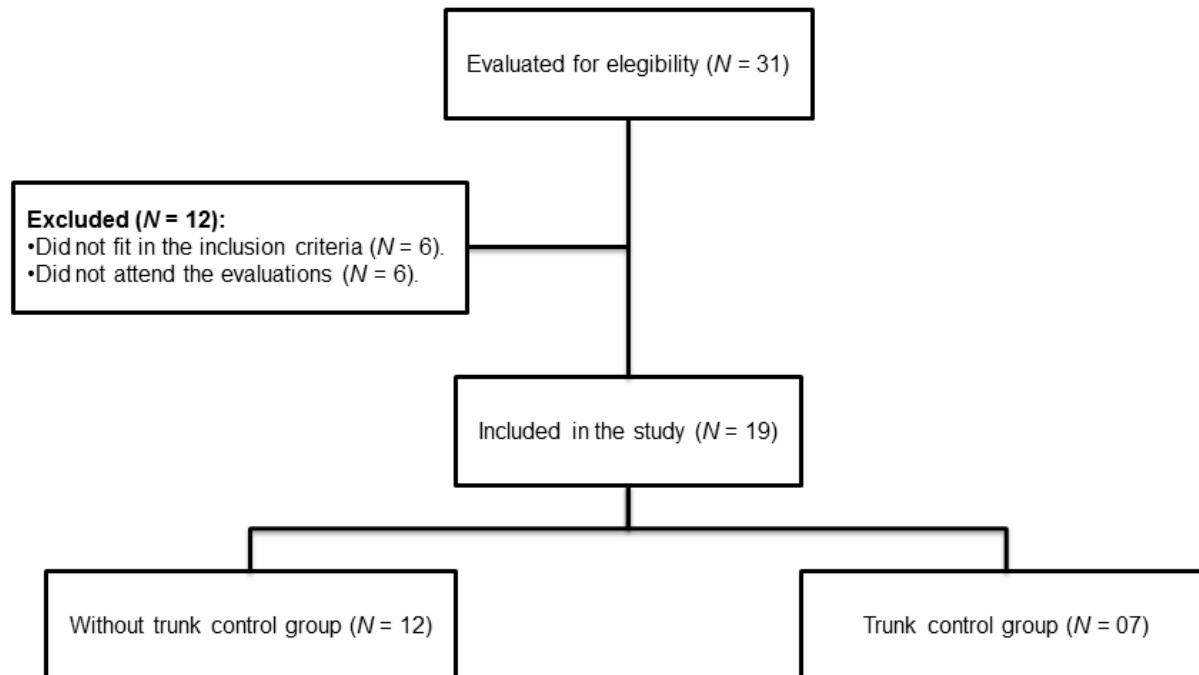 Evaluated for elegibility (N = 31)
Excluded (N = 12):
•Did not fit in the inclusion criteria (N = 6).
•Did not attend the evaluations (N = 6).
Included in the study (N = 19)
Without trunk control group (N = 12)
Trunk control group (N = 07)